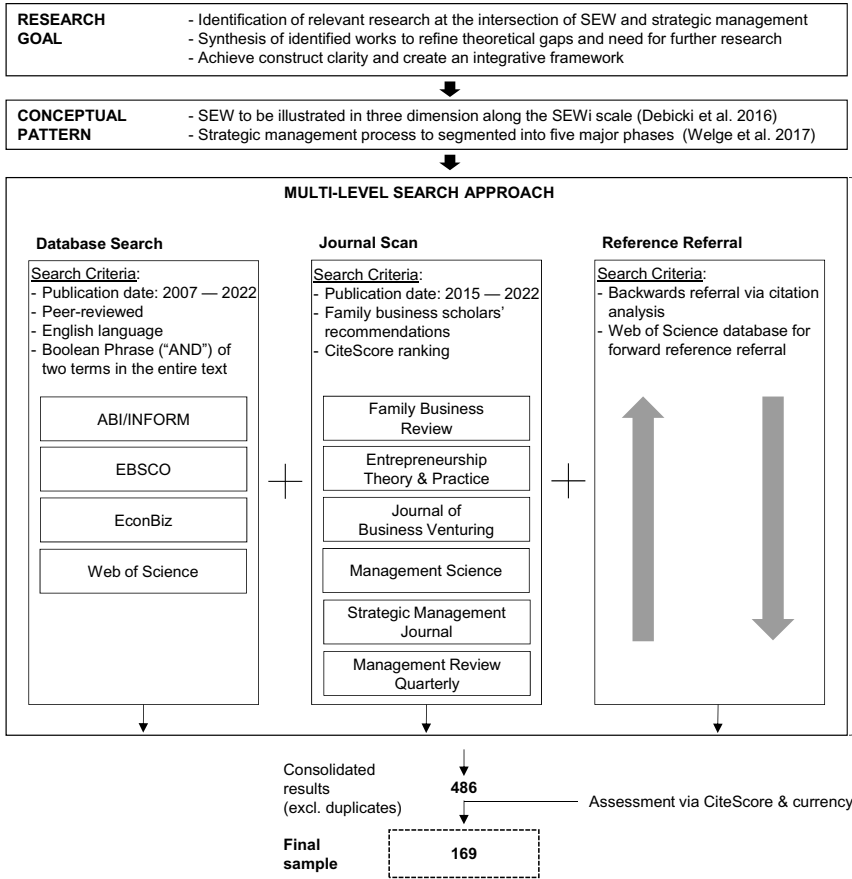 RESEARCH
GOAL
- Identification of relevant research at the intersection of SEW and strategic management
- Synthesis of identified works to refine theoretical gaps and need for further research
- Achieve construct clarity and create an integrative framework
CONCEPTUAL
PATTERN
- SEW to be illustrated in three dimension along the SEWi scale (Debicki et al. 2016)
- Strategic management process to segmented into five major phases (Welge et al. 2017)
MULTI-LEVEL SEARCH APPROACH
Database Search
Search Criteria:
- Publication date: 2007 — 2022
- Peer-reviewed
- English language
- Boolean Phrase (“AND”) of
two terms in the entire text
ABI/INFORM
EBSCO
EconBiz
Web of Science
Journal Scan
Search Criteria:
- Publication date: 2015 — 2022
- Family business scholars’
recommendations
- CiteScore ranking
Family Business
Review
Entrepreneurship
Theory & Practice
Journal of
Business Venturing
Management Science
Strategic Management
Journal
Management Review
Quarterly
Reference Referral
Search Criteria:
- Backwards referral via citation
analysis
- Web of Science database for
forward reference referral
Consolidated
results
(excl. duplicates)
486
Assessment via CiteScore & currency
Final
sample
169